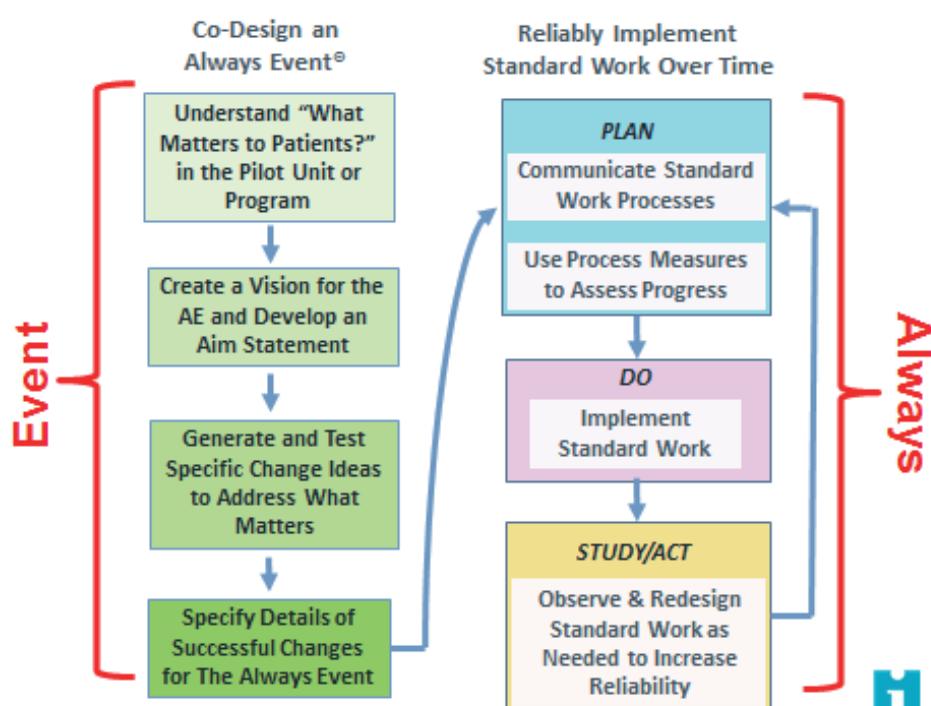 Co-Design an
Always Event®
Reliably Implement
Standard Work Over Time
Event
Understand “What
Matters to Patients?”
in the Pilot Unit or
Program
Create a Vision for the
AE and Develop an
Aim Statement
Generate and Test
Specific Change Ideas
to Address What
Matters
Specify Details of
Successful Changes
for The Always Event
PLAN
Communicate Standard
Work Processes
Use Process Measures
to Assess Progress
DO
Implement
Standard Work
STUDY/ACT
Observe & Redesign
Standard Work as
Needed to Increase
Reliability
Always